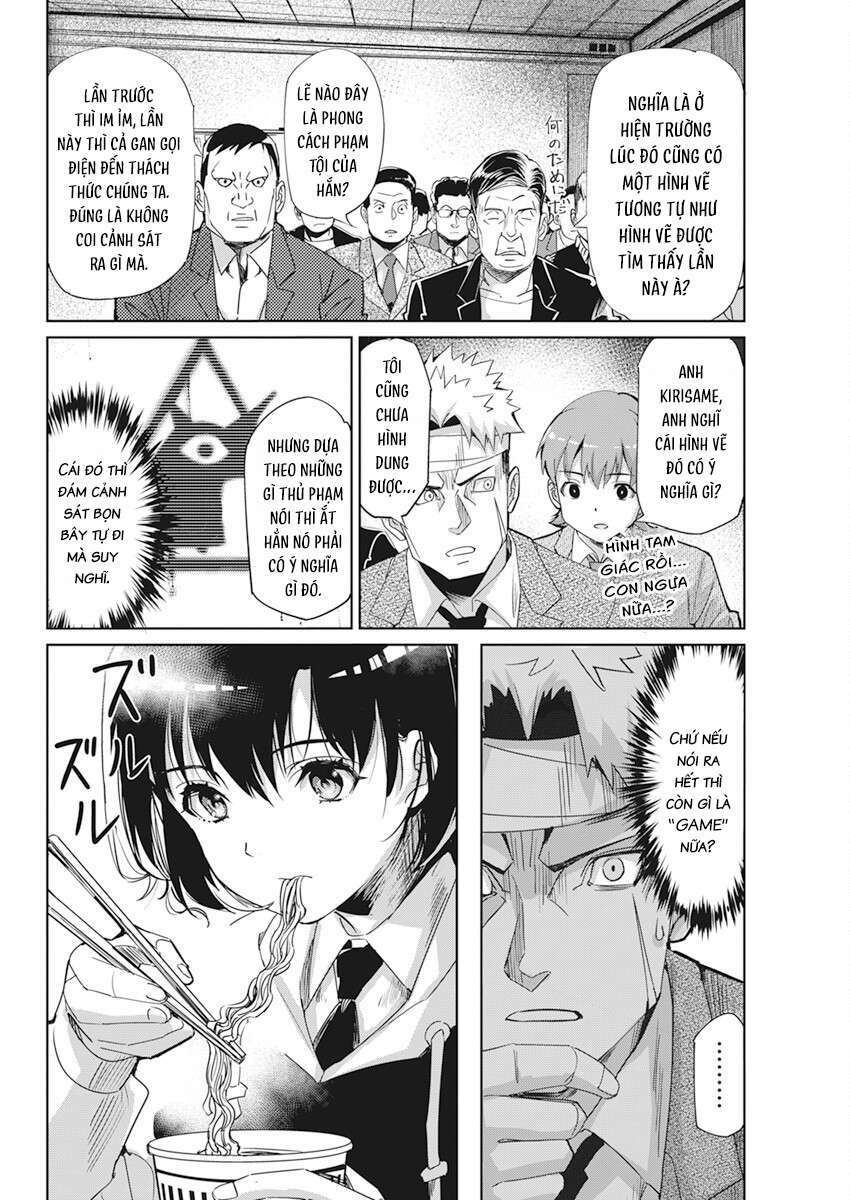 NGHĨA LÀ Ở
HIỆN TRƯỜNG
LÚC ĐÓ CŨNG CÓ
MỘT HÌNH VẼ
TƯƠNG TỰ NHƯ
HÌNH VẼ ĐƯỢC
TÌM THẤY LẦN
NÀY À?
何のためにだ
LẼ NÀO ĐÂY
LÀ PHONG
CÁCH PHẠM
TỘI CỦA
HẮN?
LẦN TRƯỚC
THÌ IM ỈM, LẦN
NÀY THÌ CẢ GAN GỌI
ĐIỆN ĐẾN THÁCH
THỨC CHÚNG TA.
ĐÚNG LÀ KHÔNG
COI CẢNH SÁT
RA GÌ MÀ.
ANH
KIRISAME,
ANH NGHĨ
CÁI HÌNH VẼ
ĐÓ CÓ Ý
NGHĨA GÌ?
HÌNH TAM
GIÁC RỒI...
CON NGỰA
NỮA...?
TÔI
CŨNG
CHƯA
HÌNH
DUNG
ĐƯỢC...
NHƯNG DỰA
THEO NHỮNG
GÌ THỦ PHẠM
NÓI THÌ ẮT
HẲN NÓ PHẢI
CÓ Ý NGHĨA
GÌ ĐÓ.
CÁI ĐÓ THÌ
ĐÁM CẢNH
SÁT BỌN
BÂY TỰ ĐI
MÀ SUY
NGHĨ.
CHỨ NẾU
NÓI RA
HẾT THÌ
CÒN GÌ LÀ
"GAME"
NỮA?
.........
ズルズル